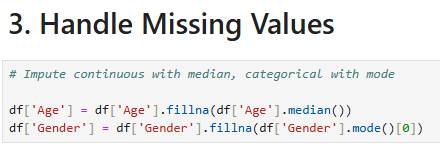 3. Handle Missing Values
# Impute continuous with median, categorical with mode
df['Age'] = df['Age'].fillna(df['Age'].median())
df['Gender'] = df['Gender'].fillna(df['Gender'].mode()[0])